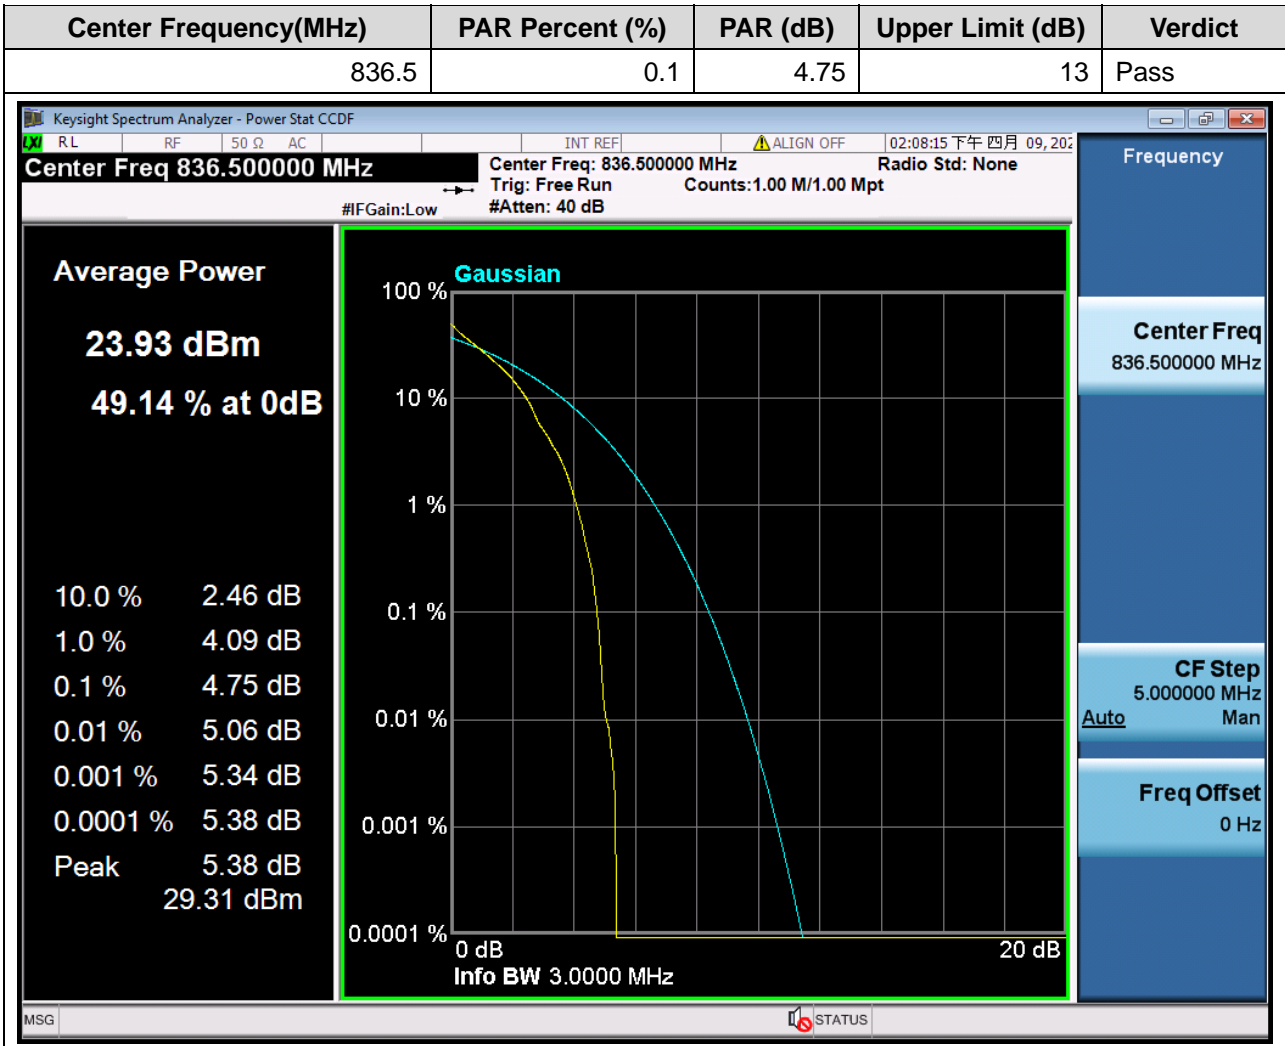 Center Frequency(MHz) PAR Percent (%) PAR (dB) Upper Limit (dB) Verdict
836.5 0.1 4.75 13 Pass
Keysight Spectrum Analyzer - Power Stat CCDF
LXI RL RF 50 Ω AC INT REF ALIGN OFF 02:08:15 下午 四月 09, 202
Center Freq 836.500000 MHz
Center Freq: 836.500000 MHz Radio Std: None
Trig: Free Run Counts:1.00 M/1.00 Mpt
#IFGain:Low #Atten: 40 dB
Average Power
23.93 dBm
49.14 % at 0dB
10.0 % 2.46 dB
1.0 % 4.09 dB
0.1 % 4.75 dB
0.01 % 5.06 dB
0.001 % 5.34 dB
0.0001 % 5.38 dB
Peak 5.38 dB
29.31 dBm
Gaussian
100 %
10 %
1 %
0.1 %
0.01 %
0.001 %
0.0001 %
0 dB 20 dB
Info BW 3.0000 MHz
Frequency
Center Freq
836.500000 MHz
CF Step
5.000000 MHz
Auto Man
Freq Offset
0 Hz
MSG STATUS